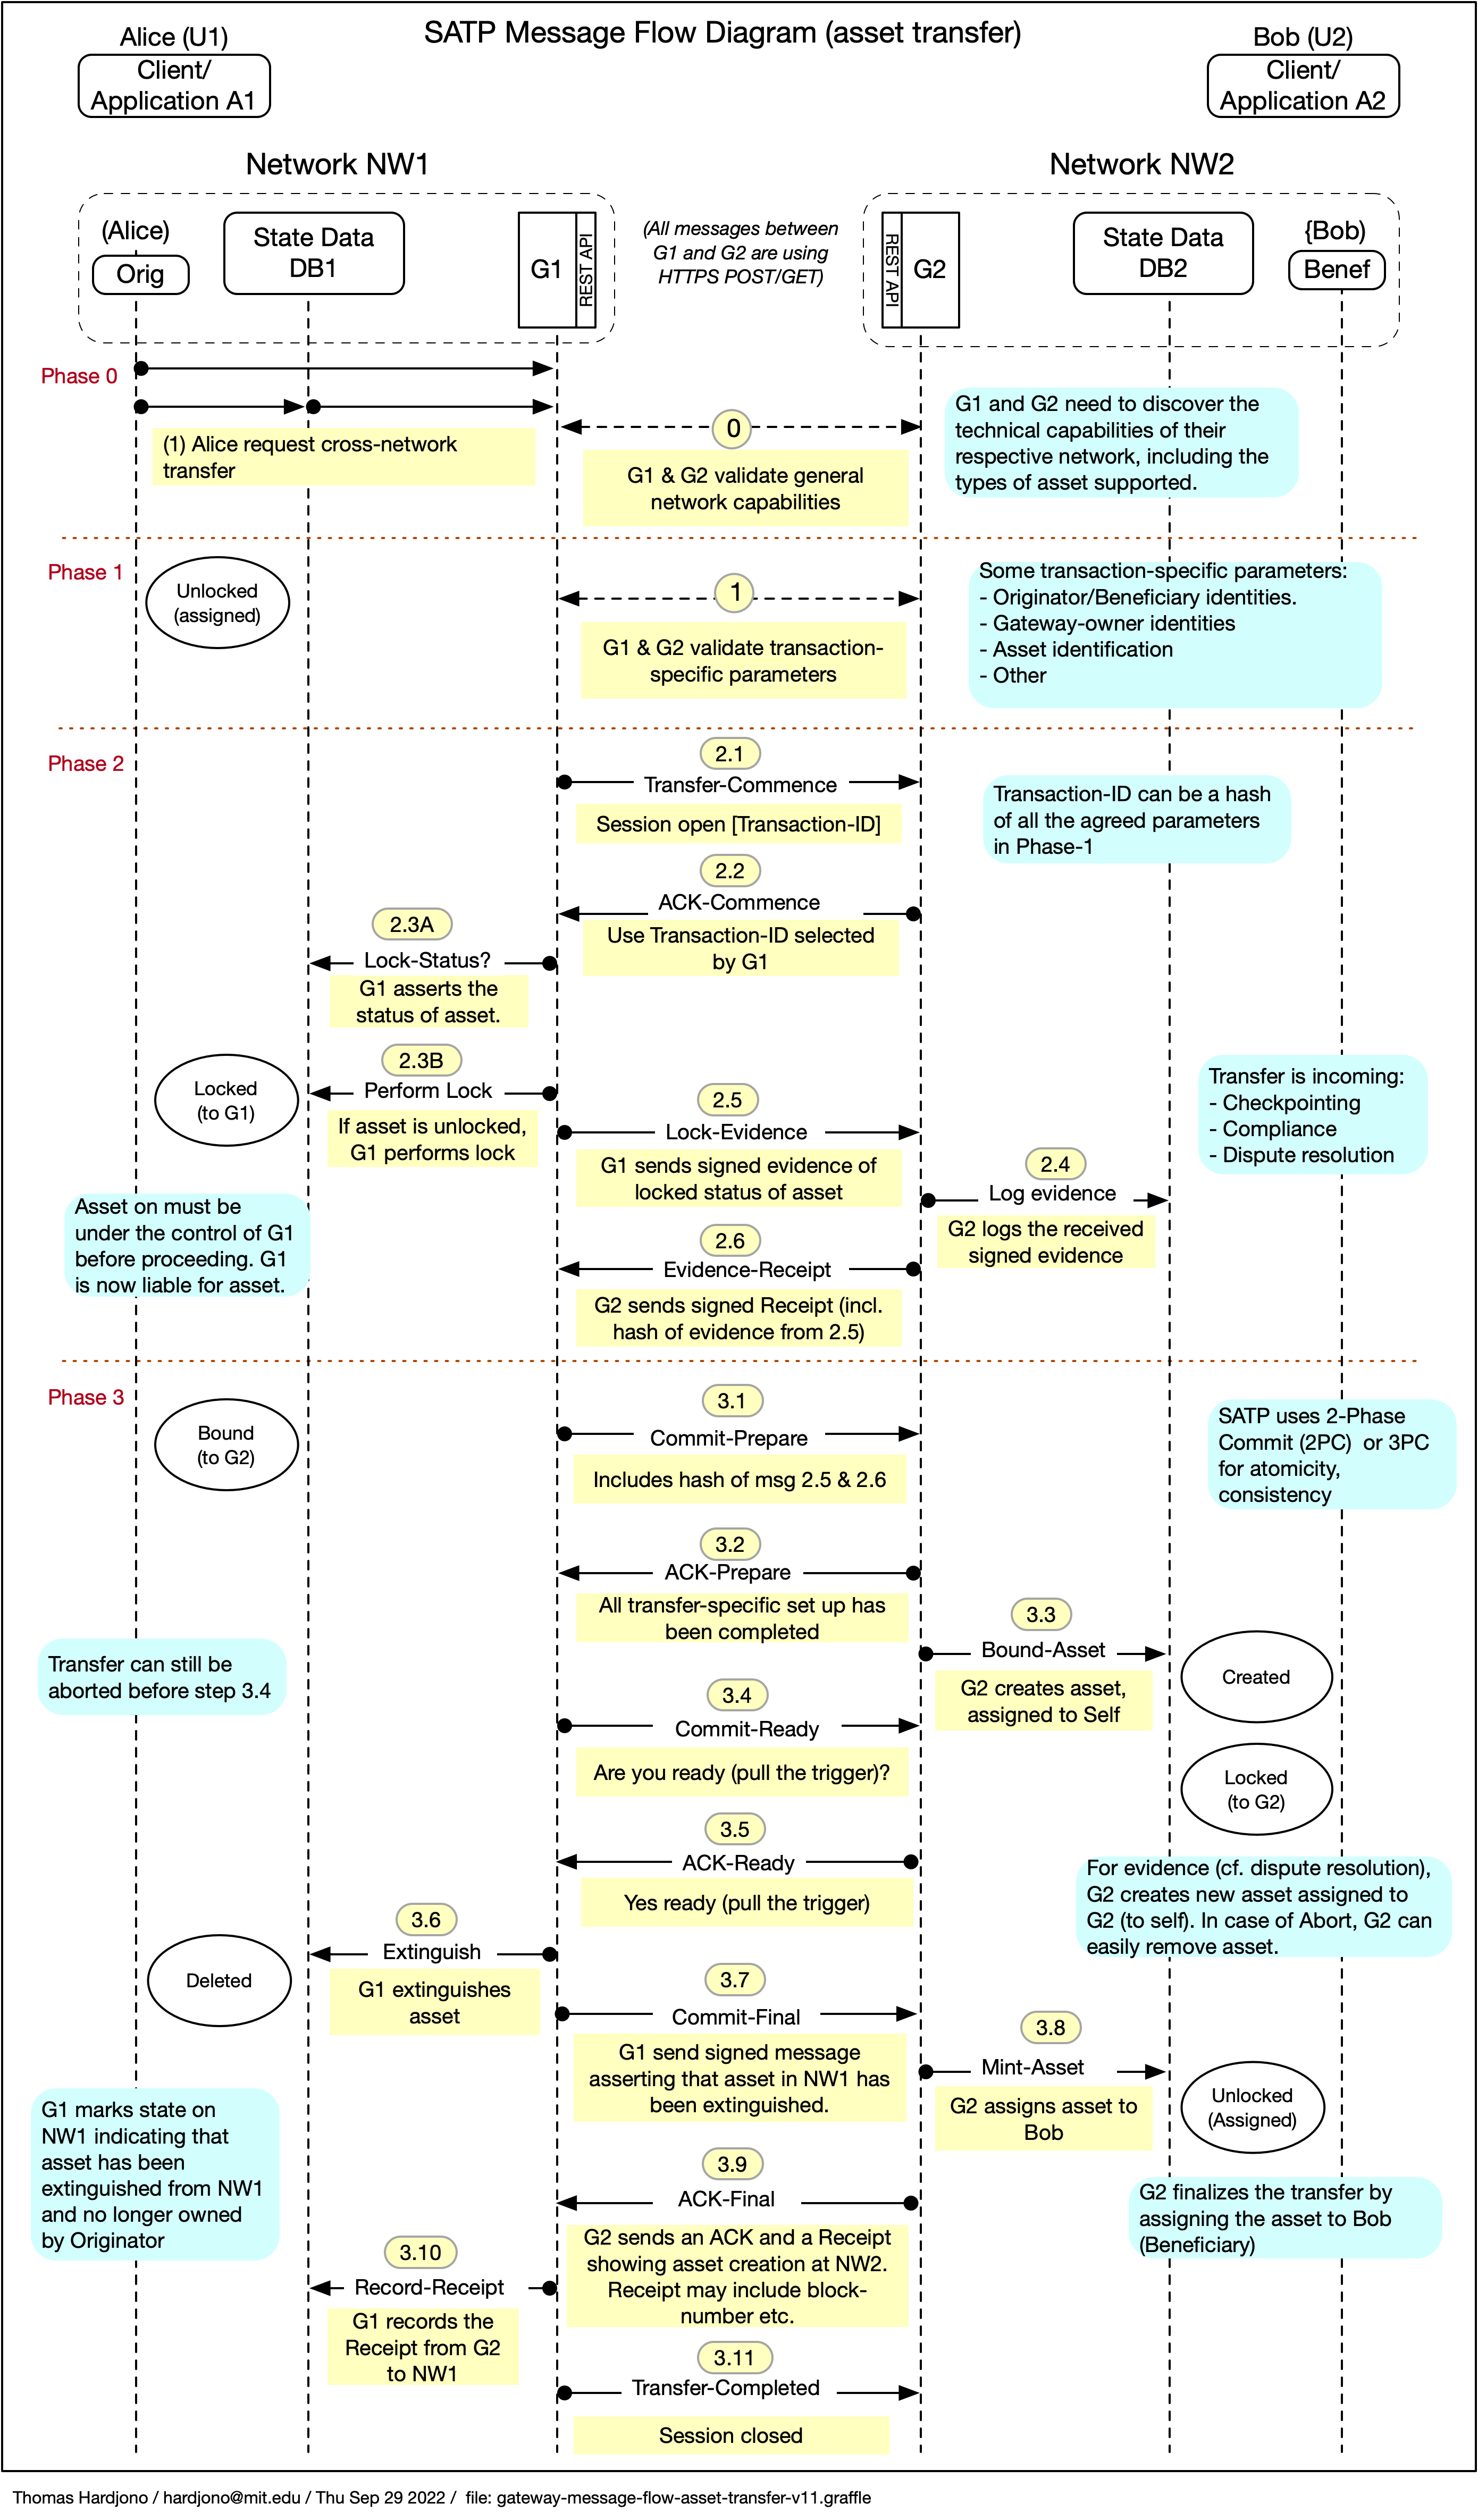 SATP Message Flow Diagram (asset transfer)
Alice (U1)
Client/
Application A1
Bob (U2)
Client/
Application A2
Network NW1
Network NW2
(Alice)
Orig
State Data
DB1
G1
REST API
(All messages between
G1 and G2 are using
HTTPS POST/GET)
REST API
G2
State Data
DB2
{Bob)
Benef
Phase 0
(1) Alice request cross-network
transfer
0
G1 & G2 validate general
network capabilities
G1 and G2 need to discover the
technical capabilities of their
respective network, including the
types of asset supported.
Phase 1
Unlocked
(assigned)
1
G1 & G2 validate transaction-
specific parameters
Some transaction-specific parameters:
- Originator/Beneficiary identities.
- Gateway-owner identities
- Asset identification
- Other
Phase 2
2.1
Transfer-Commence
Session open [Transaction-ID]
Transaction-ID can be a hash
of all the agreed parameters
in Phase-1
2.2
ACK-Commence
Use Transaction-ID selected
by G1
2.3A
Lock-Status?
G1 asserts the
status of asset.
2.3B
Perform Lock
If asset is unlocked,
G1 performs lock
Locked
(to G1)
2.5
Lock-Evidence
G1 sends signed evidence of
locked status of asset
Transfer is incoming:
- Checkpointing
- Compliance
- Dispute resolution
2.4
Log evidence
G2 logs the received
signed evidence
Asset on must be
under the control of G1
before proceeding. G1
is now liable for asset.
2.6
Evidence-Receipt
G2 sends signed Receipt (incl.
hash of evidence from 2.5)
Phase 3
Bound
(to G2)
3.1
Commit-Prepare
Includes hash of msg 2.5 & 2.6
SATP uses 2-Phase
Commit (2PC)  or 3PC
for atomicity,
consistency
3.2
ACK-Prepare
All transfer-specific set up has
been completed
3.3
Bound-Asset
G2 creates asset,
assigned to Self
Created
Transfer can still be
aborted before step 3.4
3.4
Commit-Ready
Are you ready (pull the trigger)?
Locked
(to G2)
3.5
ACK-Ready
Yes ready (pull the trigger)
For evidence (cf. dispute resolution),
G2 creates new asset assigned to
G2 (to self). In case of Abort, G2 can
easily remove asset.
3.6
Extinguish
G1 extinguishes
asset
Deleted
3.7
Commit-Final
G1 send signed message
asserting that asset in NW1 has
been extinguished.
3.8
Mint-Asset
G2 assigns asset to
Bob
Unlocked
(Assigned)
G1 marks state on
NW1 indicating that
asset has been
extinguished from NW1
and no longer owned
by Originator
3.9
ACK-Final
G2 sends an ACK and a Receipt
showing asset creation at NW2.
Receipt may include block-
number etc.
G2 finalizes the transfer by
assigning the asset to Bob
(Beneficiary)
3.10
Record-Receipt
G1 records the
Receipt from G2
to NW1
3.11
Transfer-Completed
Session closed
Thomas Hardjono / hardjono@mit.edu / Thu Sep 29 2022 /  file: gateway-message-flow-asset-transfer-v11.graffle